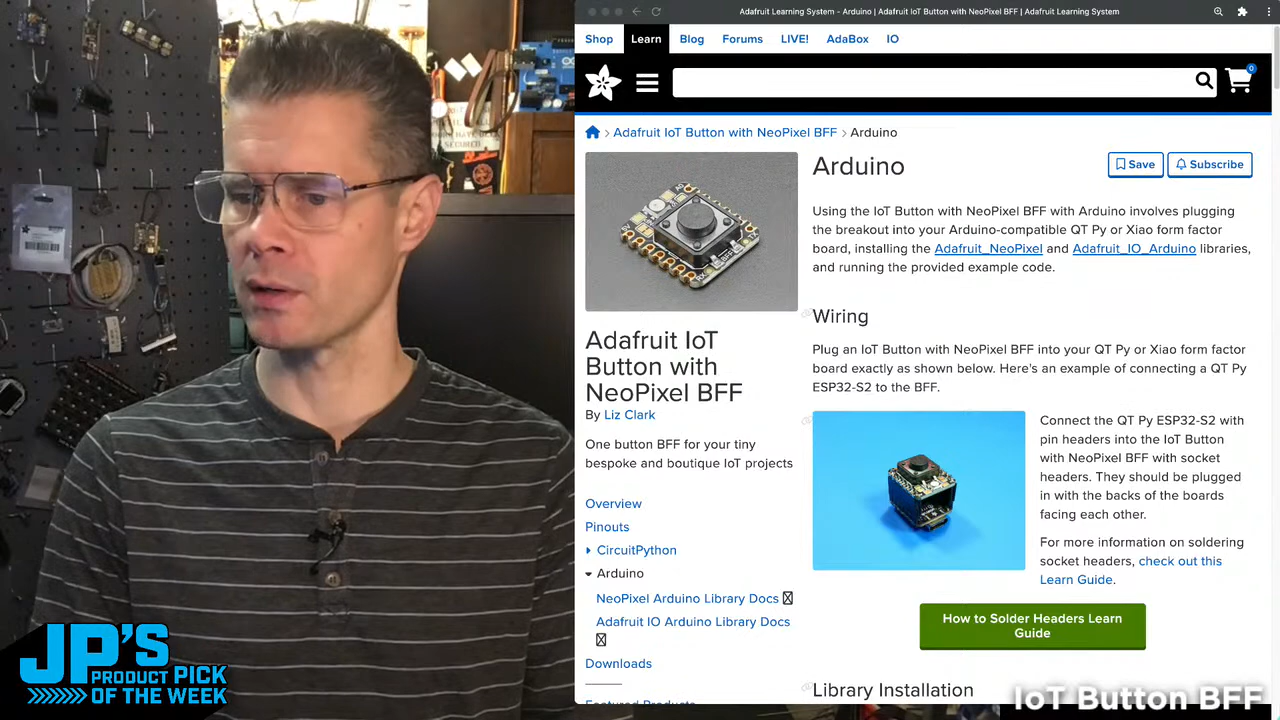 Adafruit Learning System - Arduino | Adafruit IoT Button with NeoPixel BFF | Adafruit Learning System
Shop Learn Blog Forums LIVE! AdaBox IO
0
Adafruit IoT Button with NeoPixel BFF > Arduino
Arduino
Save Subscribe
Using the IoT Button with NeoPixel BFF with Arduino involves plugging
the breakout into your Arduino-compatible QT Py or Xiao form factor
board, installing the Adafruit_NeoPixel and Adafruit_IO_Arduino libraries,
and running the provided example code.
Wiring
Plug an IoT Button with NeoPixel BFF into your QT Py or Xiao form factor
board exactly as shown below. Here's an example of connecting a QT Py
ESP32-S2 to the BFF.
Connect the QT Py ESP32-S2 with
pin headers into the IoT Button
with NeoPixel BFF with socket
headers. They should be plugged
in with the backs of the boards
facing each other.
For more information on soldering
socket headers, check out this
Learn Guide.
How to Solder Headers Learn
Guide
Library Installation
Adafruit IoT
Button with
NeoPixel BFF
By Liz Clark
One button BFF for your tiny
bespoke and boutique IoT projects
Overview
Pinouts
CircuitPython
Arduino
NeoPixel Arduino Library Docs
Adafruit IO Arduino Library Docs
Downloads
Featured Products
JP'S
PRODUCT PICK
OF THE WEEK
IoT Button BFF